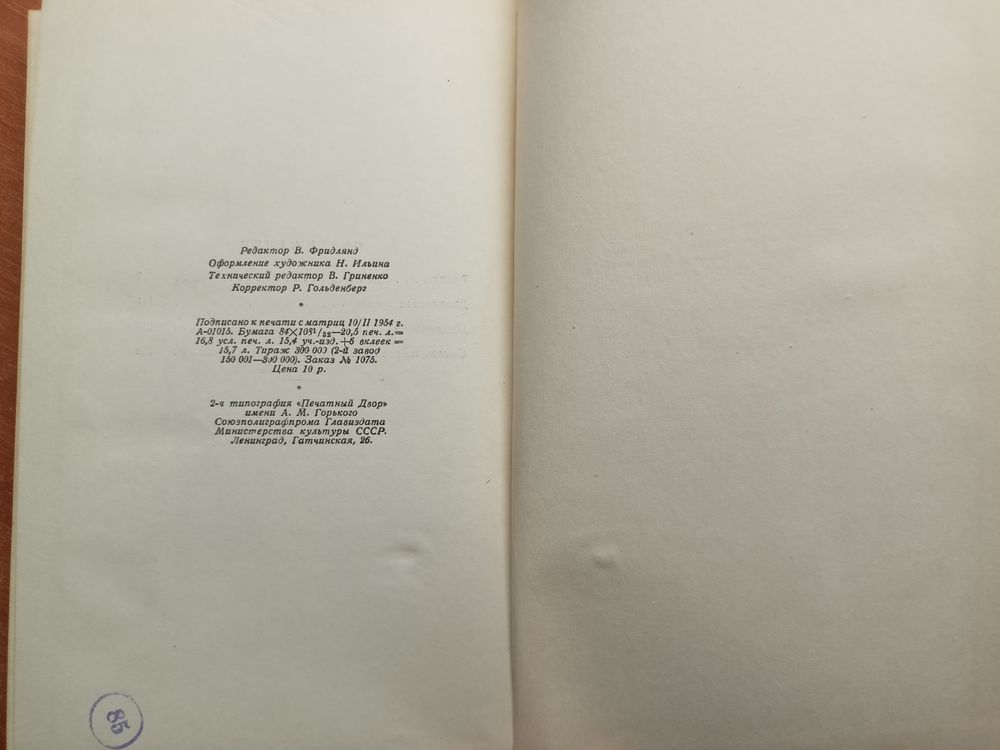 Редактор В. Фридлянд
Оформление художника Н. Ильина
Технический редактор В. Гриненко
Корректор Р. Гольденберг
*
Подписано к печати с матриц 10/II 1954 г.
А-01015. Бумага 84×108¹/₃₂—20,5 печ. л.=
16,8 усл. печ. л. 15,4 уч.-изд.+6 вклеек=
15,7 л. Тираж 300 000 (2-й завод
150 001—300 000). Заказ № 1075.
Цена 10 р.
*
2-я типография «Печатный Двор»
имени А. М. Горького
Союзполиграфпрома Главиздата
Министерства культуры СССР.
Ленинград, Гатчинская, 26.
85